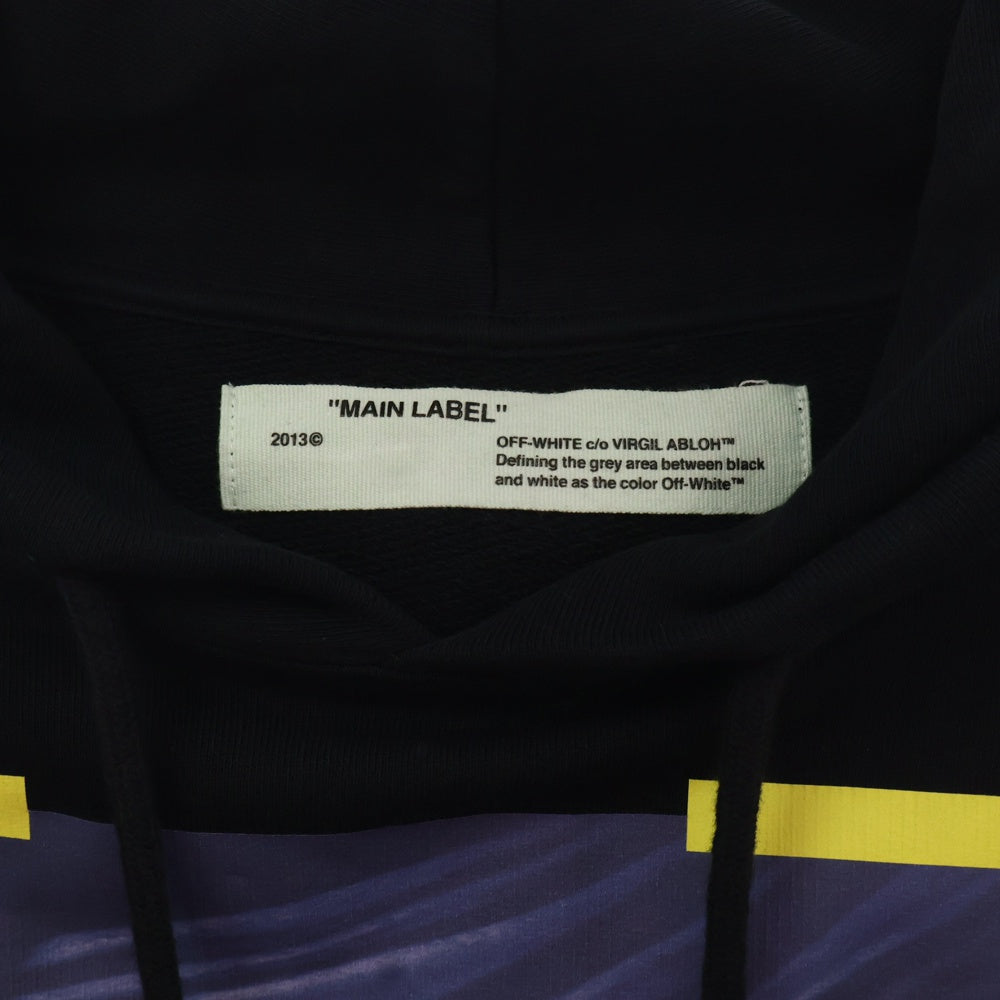 "MAIN LABEL"
2013©
OFF-WHITE c/o VIRGIL ABLOH™
Defining the grey area between black
and white as the color Off-White™